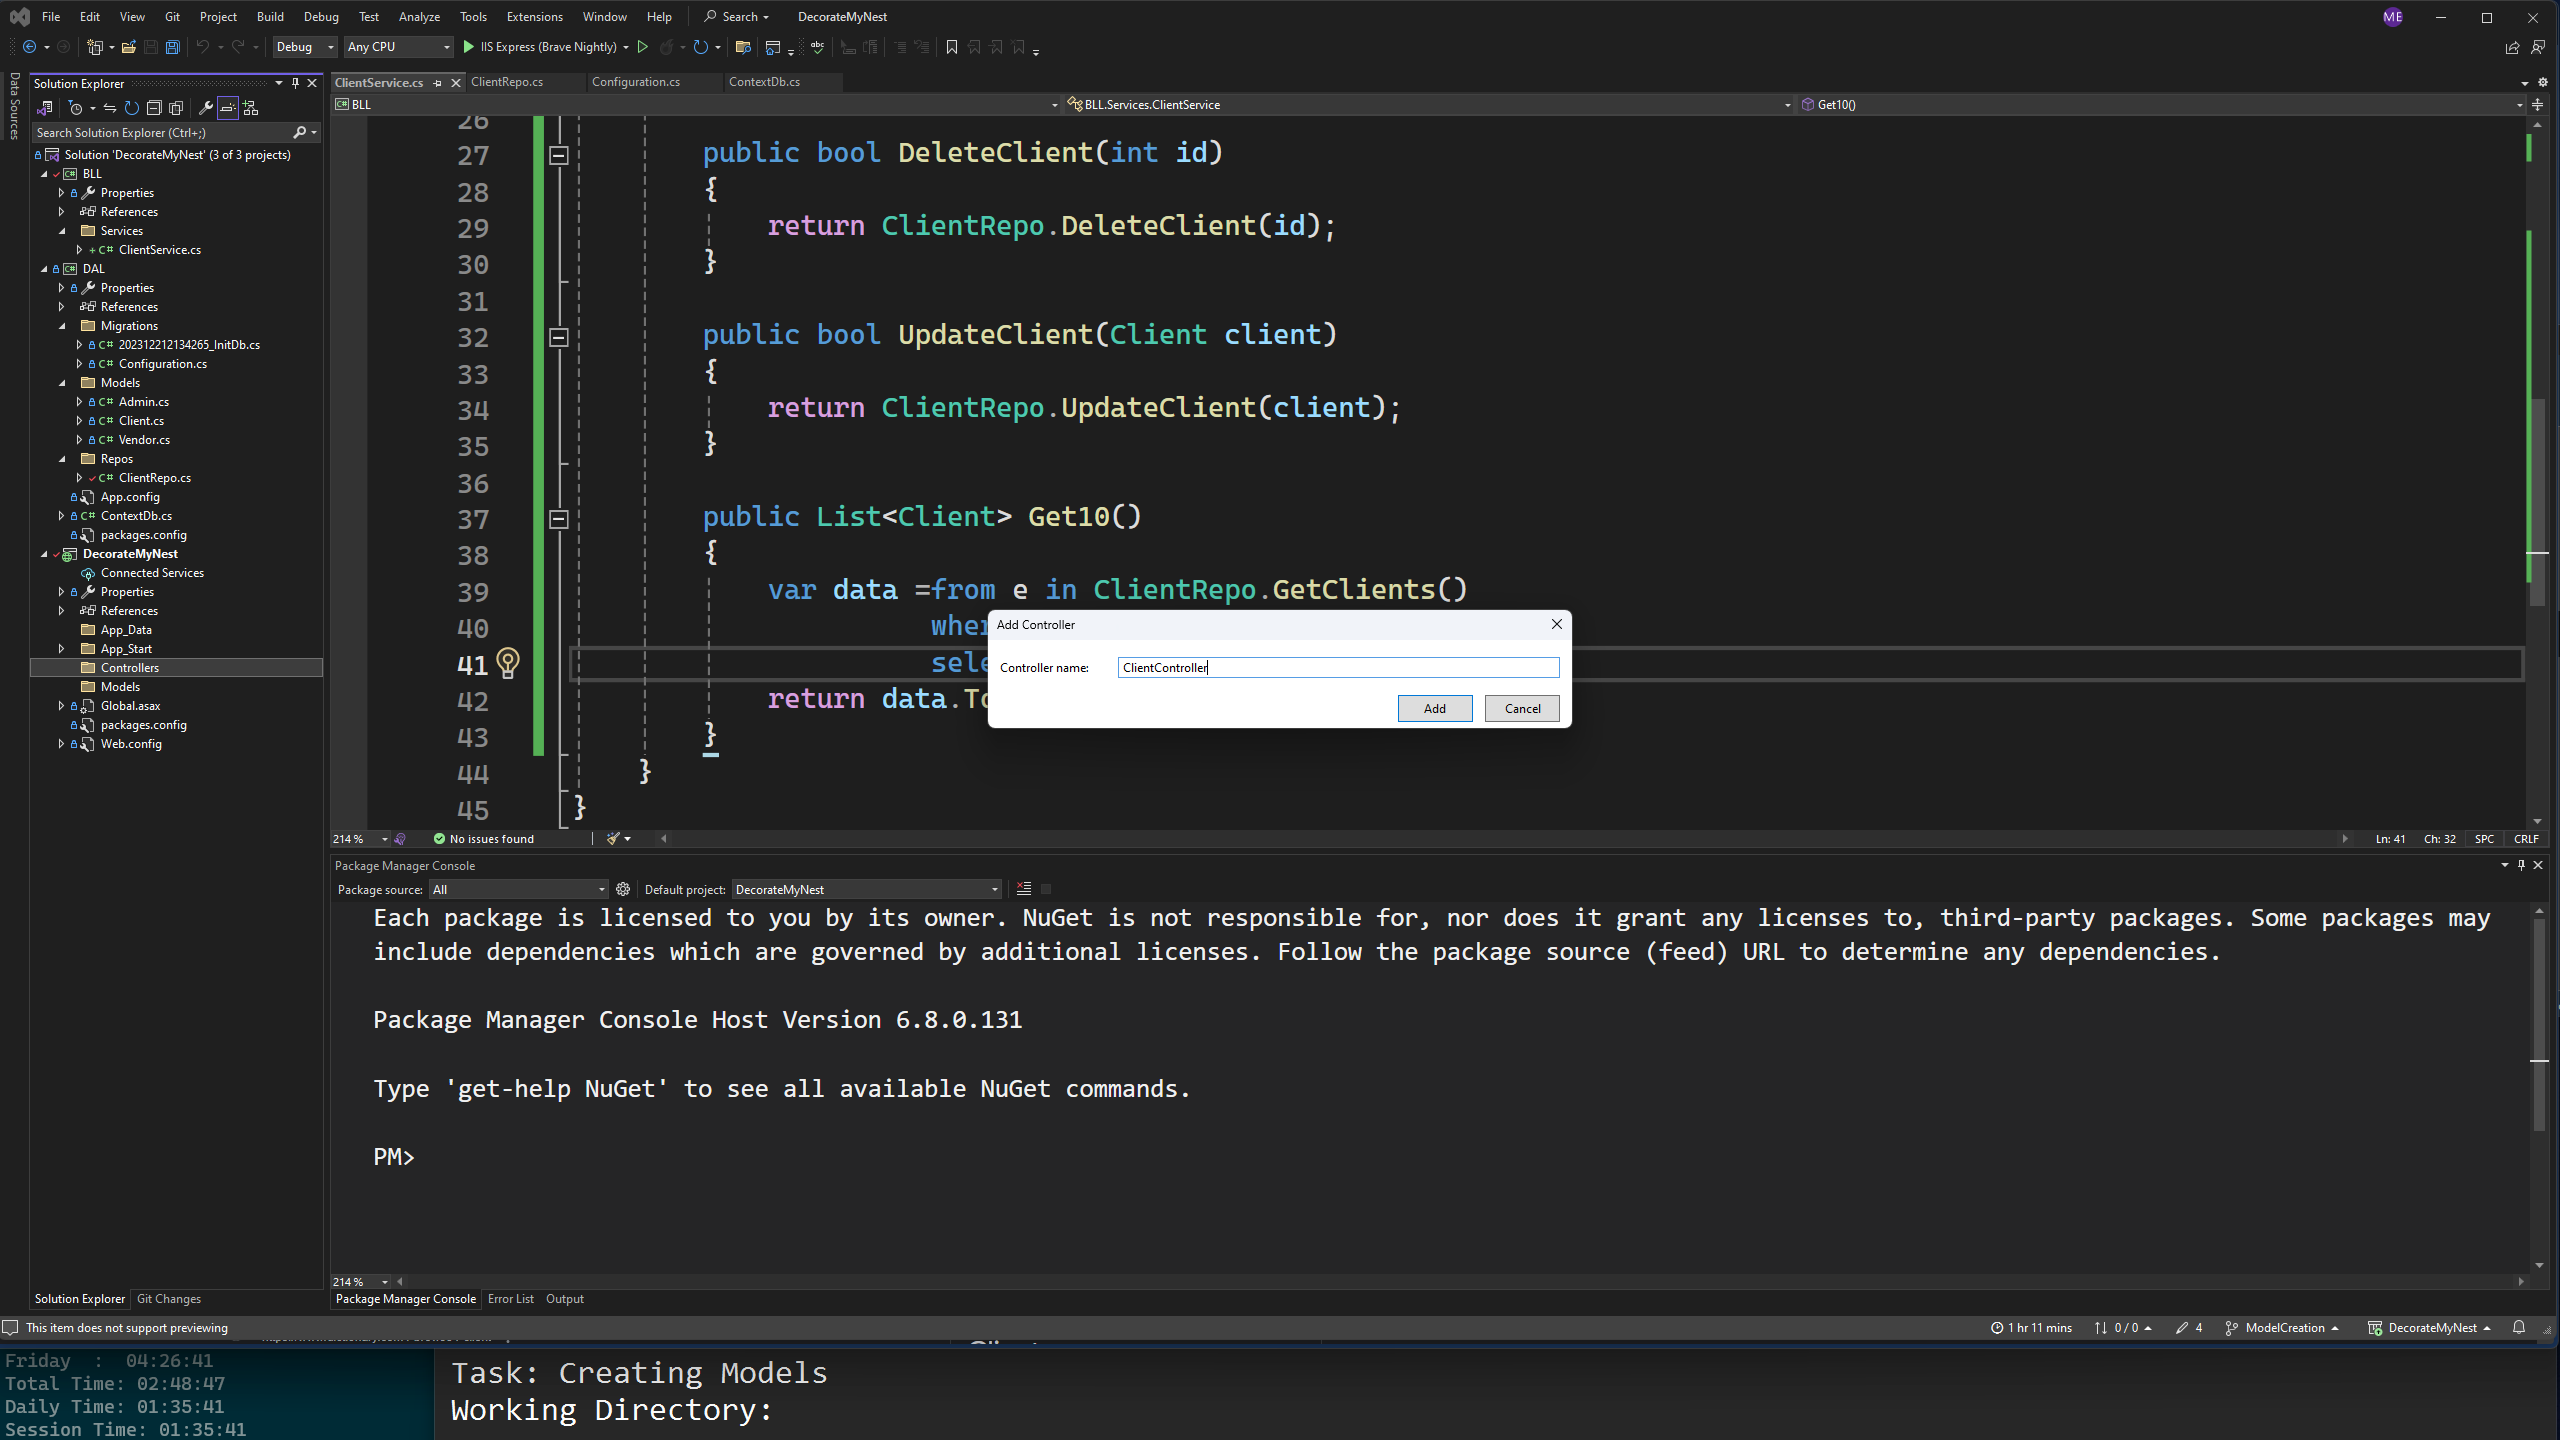 File Edit View Git Project Build Debug Test Analyze Tools Extensions Window Help Search DecorateMyNest ME
Debug Any CPU IIS Express (Brave Nightly)
Data Sources
Solution Explorer
Search Solution Explorer (Ctrl+;)
Solution 'DecorateMyNest' (3 of 3 projects)
BLL
Properties
References
Services
C# ClientService.cs
DAL
Properties
References
Migrations
C# 202312212134265_InitDb.cs
C# Configuration.cs
Models
C# Admin.cs
C# Client.cs
C# Vendor.cs
Repos
C# ClientRepo.cs
App.config
C# ContextDb.cs
packages.config
DecorateMyNest
Connected Services
Properties
References
App_Data
App_Start
Controllers
Models
Global.asax
packages.config
Web.config
Solution Explorer Git Changes
ClientService.cs ClientRepo.cs Configuration.cs ContextDb.cs
BLL BLL.Services.ClientService Get10()
26
27 public bool DeleteClient(int id)
28 {
29 return ClientRepo.DeleteClient(id);
30 }
31
32 public bool UpdateClient(Client client)
33 {
34 return ClientRepo.UpdateClient(client);
35 }
36
37 public List<Client> Get10()
38 {
39 var data =from e in ClientRepo.GetClients()
40 wher
41 sele
42 return data.To
43 }
44 }
45 }
Add Controller
Controller name: ClientController
Add Cancel
214 % No issues found Ln: 41 Ch: 32 SPC CRLF
Package Manager Console
Package source: All Default project: DecorateMyNest
Each package is licensed to you by its owner. NuGet is not responsible for, nor does it grant any licenses to, third-party packages. Some packages may
include dependencies which are governed by additional licenses. Follow the package source (feed) URL to determine any dependencies.
Package Manager Console Host Version 6.8.0.131
Type 'get-help NuGet' to see all available NuGet commands.
PM>
214 %
Package Manager Console Error List Output
This item does not support previewing 1 hr 11 mins 0 / 0 4 ModelCreation DecorateMyNest
Friday : 04:26:41
Total Time: 02:48:47
Daily Time: 01:35:41
Session Time: 01:35:41
Task: Creating Models
Working Directory: